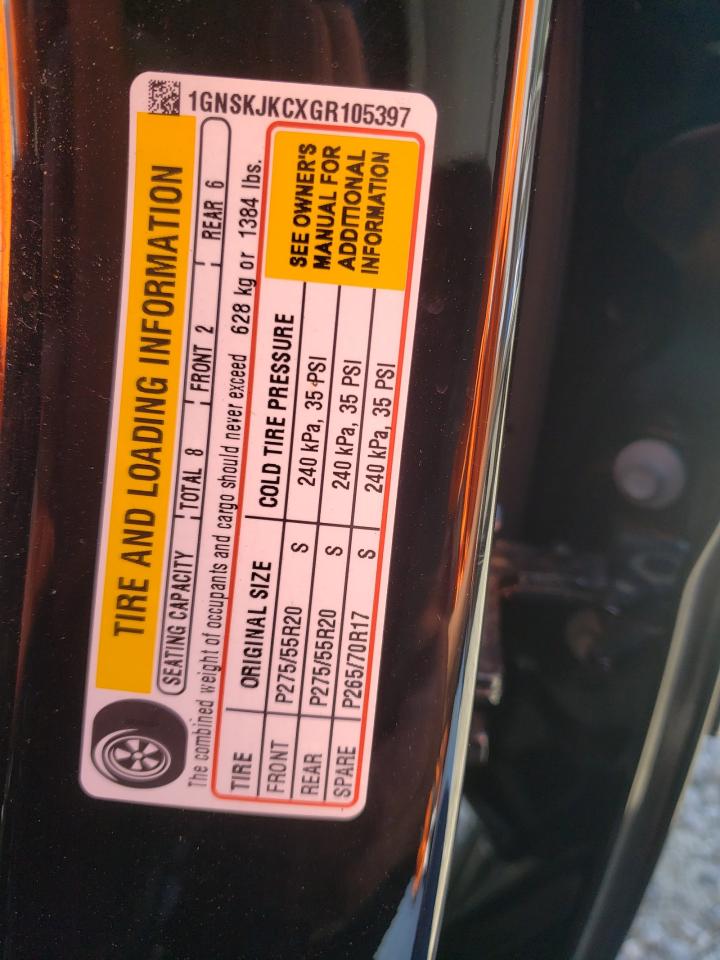 1GNSKJKCXGR105397
TIRE AND LOADING INFORMATION
SEATING CAPACITY TOTAL 8 FRONT 2 REAR 6
The combined weight of occupants and cargo should never exceed 628 kg or 1384 lbs.
TIRE ORIGINAL SIZE COLD TIRE PRESSURE
FRONT P275/55R20 S 240 kPa, 35 PSI
REAR P275/55R20 S 240 kPa, 35 PSI
SPARE P265/70R17 S 240 kPa, 35 PSI
SEE OWNER'S
MANUAL FOR
ADDITIONAL
INFORMATION